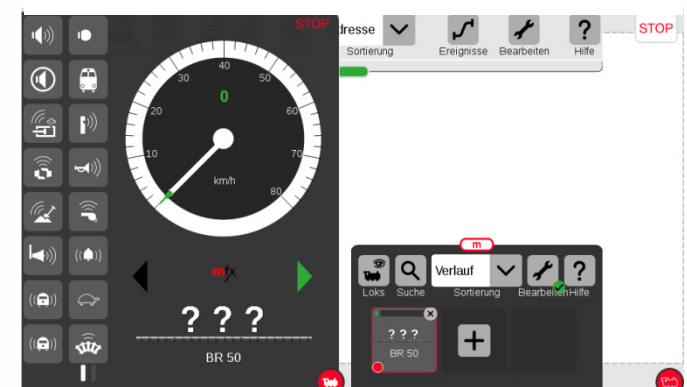 STOP
40
30
50
0
20
60
10
70
km/h
80
mfx
? ? ?
BR 50
dresse
Sortierung
Ereignisse
Bearbeiten
?
Hilfe
STOP
m
Verlauf
?
Loks
Suche
Sortierung
Bearbeiten
Hilfe
? ? ?
BR 50